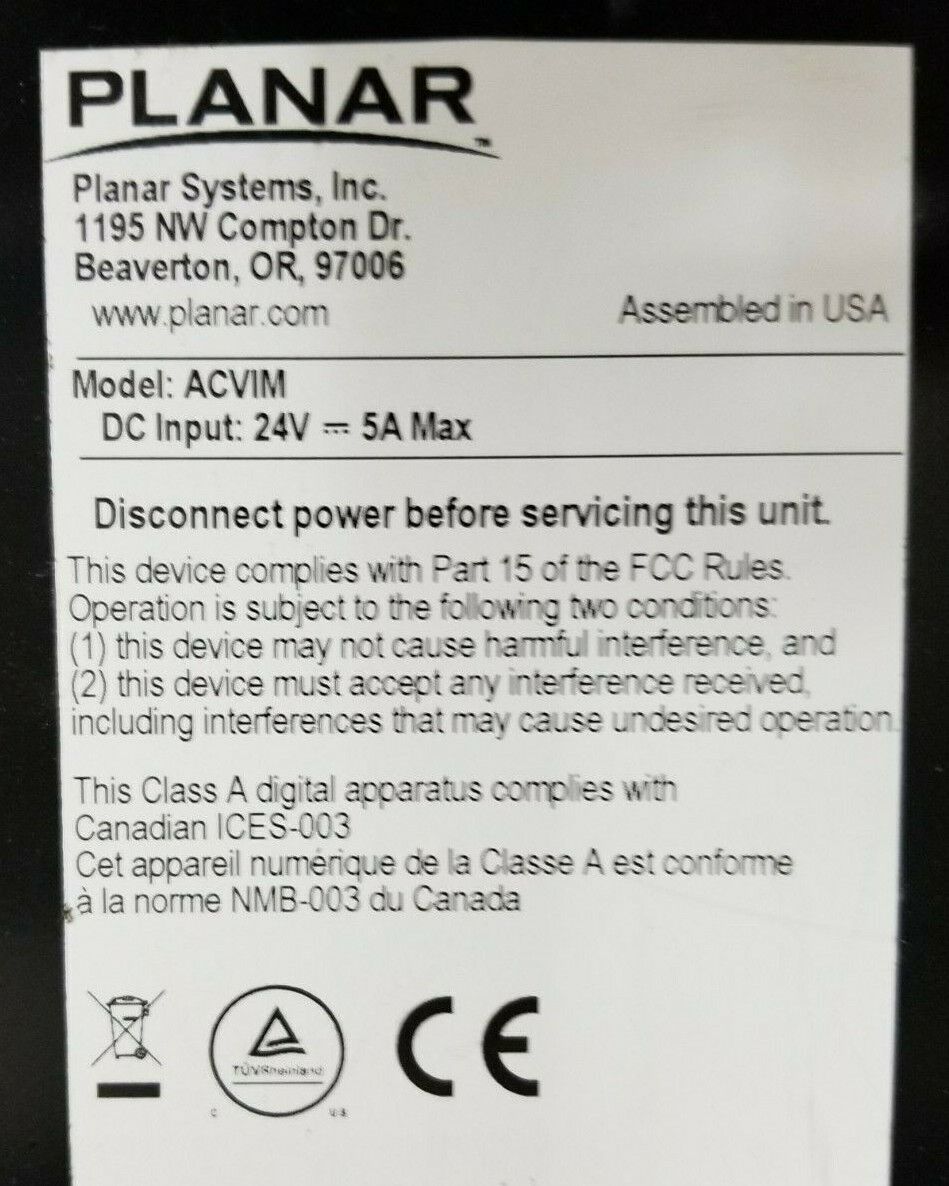 PLANAR™
Planar Systems, Inc.
1195 NW Compton Dr.
Beaverton, OR, 97006
www.planar.com Assembled in USA
Model: ACVIM
DC Input: 24V ⎓ 5A Max
Disconnect power before servicing this unit.
This device complies with Part 15 of the FCC Rules.
Operation is subject to the following two conditions:
(1) this device may not cause harmful interference, and
(2) this device must accept any interference received,
including interferences that may cause undesired operation.
This Class A digital apparatus complies with
Canadian ICES-003
Cet appareil numérique de la Classe A est conforme
à la norme NMB-003 du Canada
TÜVRheinland
C US
CE